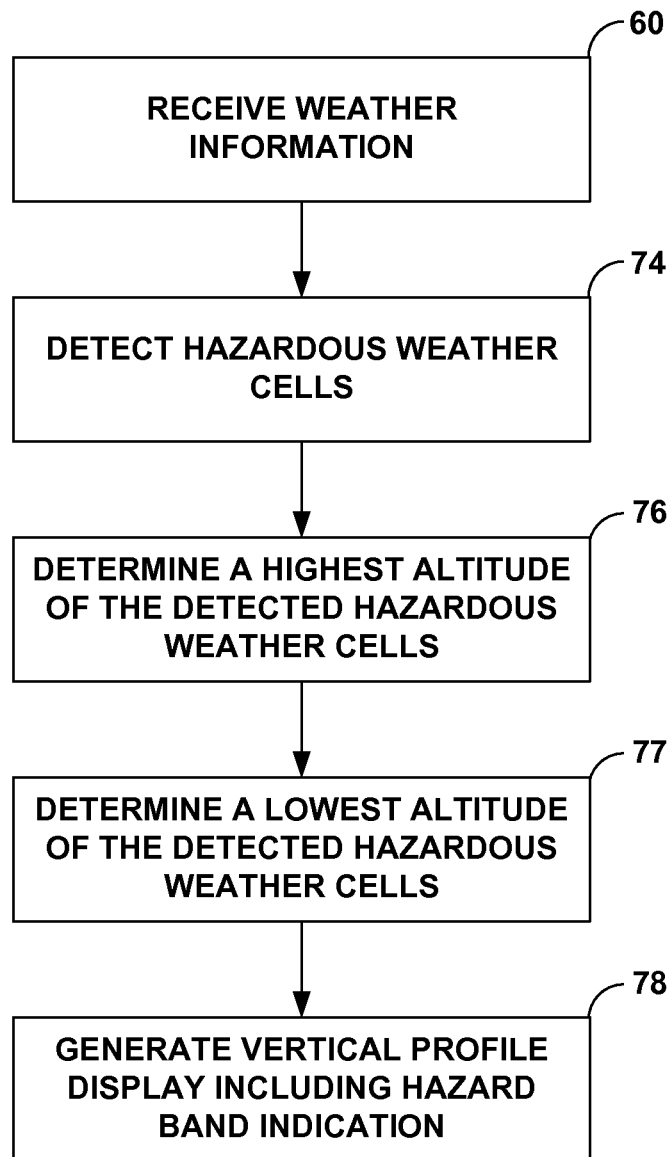 60
RECEIVE WEATHER
INFORMATION
74
DETECT HAZARDOUS WEATHER
CELLS
76
DETERMINE A HIGHEST ALTITUDE
OF THE DETECTED HAZARDOUS
WEATHER CELLS
77
DETERMINE A LOWEST ALTITUDE
OF THE DETECTED HAZARDOUS
WEATHER CELLS
78
GENERATE VERTICAL PROFILE
DISPLAY INCLUDING HAZARD
BAND INDICATION